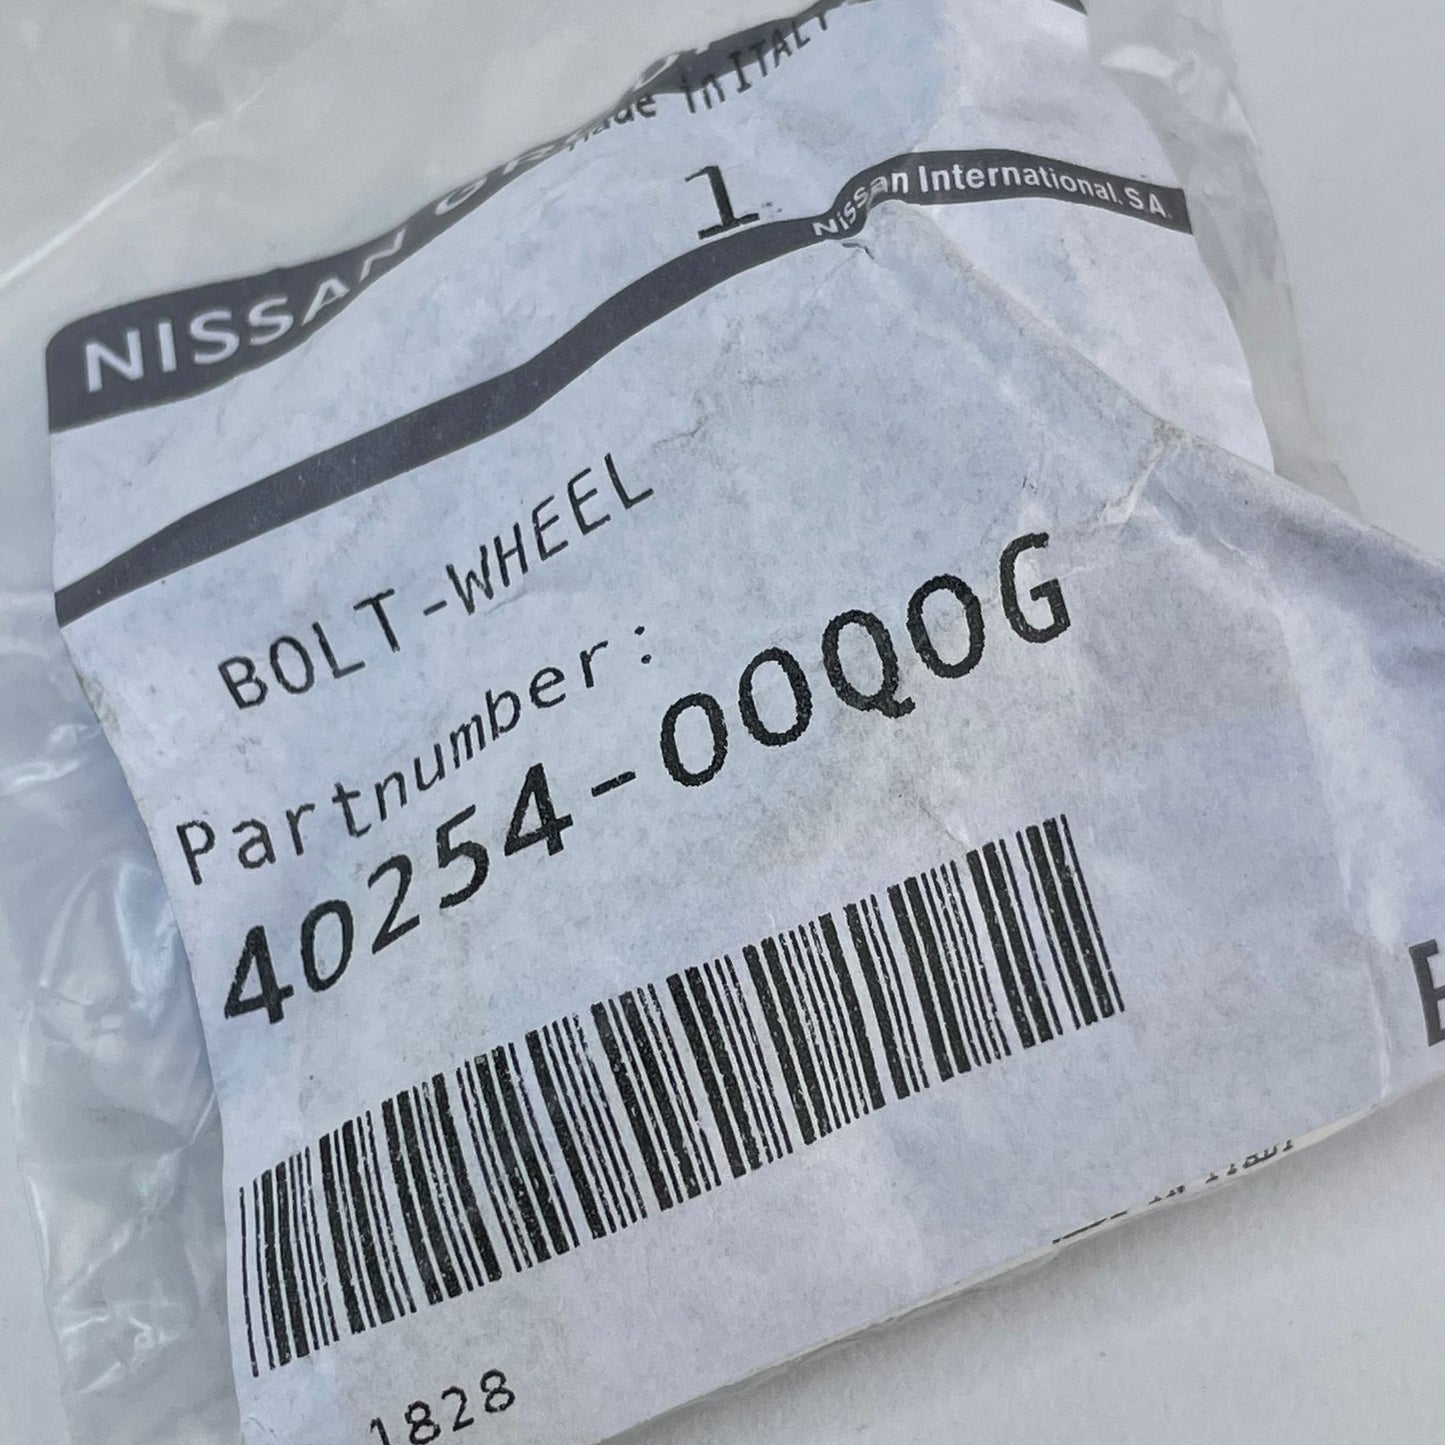 NISSAN
Made in ITALY
1
Nissan International.S.A.
BOLT-WHEEL
Partnumber:
40254-00Q0G
1828